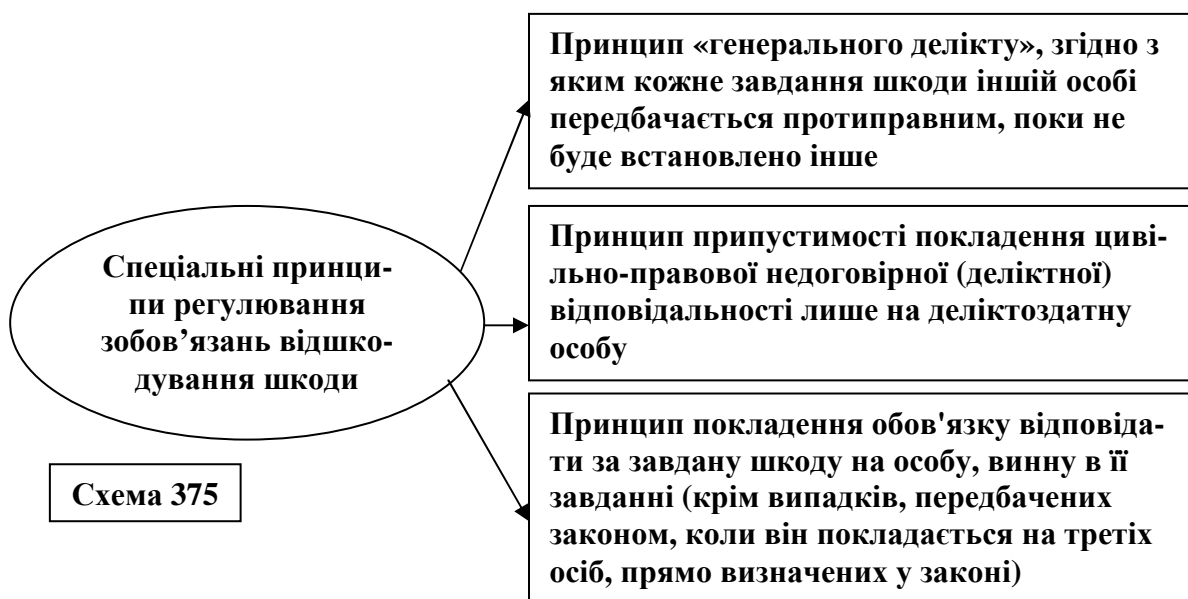 Принцип «генерального делікту», згідно з
яким кожне завдання шкоди іншій особі
передбачається протиправним, поки не
буде встановлено інше
Спеціальні принци-
пи регулювання
зобов’язань відшко-
дування шкоди
Принцип припустимості покладення циві-
льно-правової недоговірної (деліктної)
відповідальності лише на деліктоздатну
особу
Принцип покладення обов'язку відповіда-
ти за завдану шкоду на особу, винну в її
завданні (крім випадків, передбачених
законом, коли він покладається на третіх
осіб, прямо визначених у законі)
Схема 375